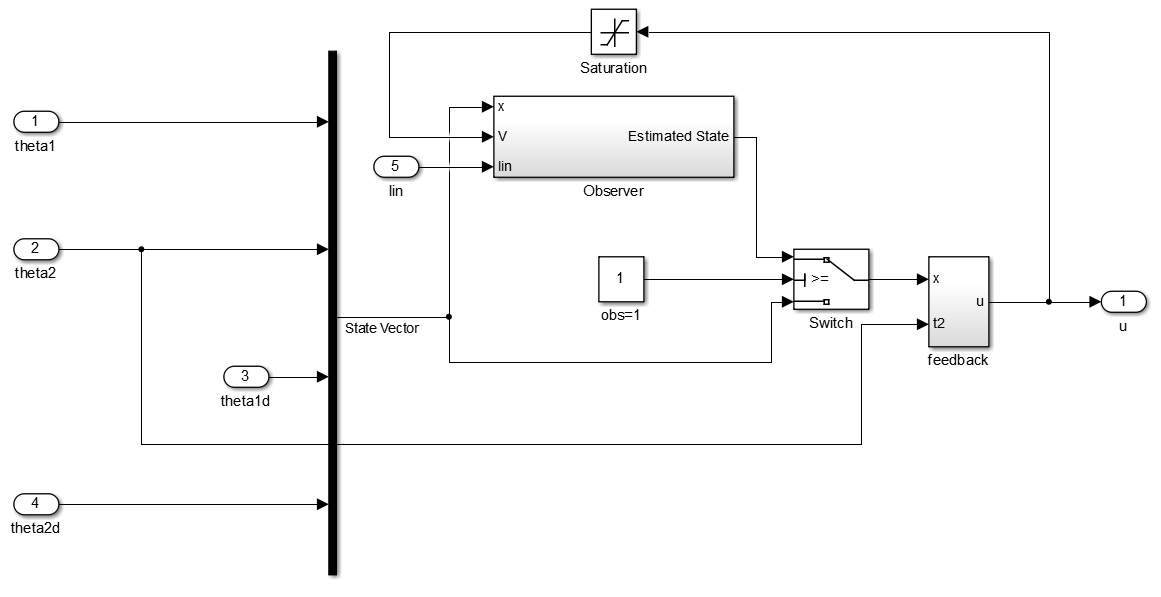 Saturation
1
theta1
x
V
lin
Estimated State
Observer
5
lin
2
theta2
1
obs=1
>=
Switch
x
t2
u
feedback
1
u
State Vector
3
theta1d
4
theta2d